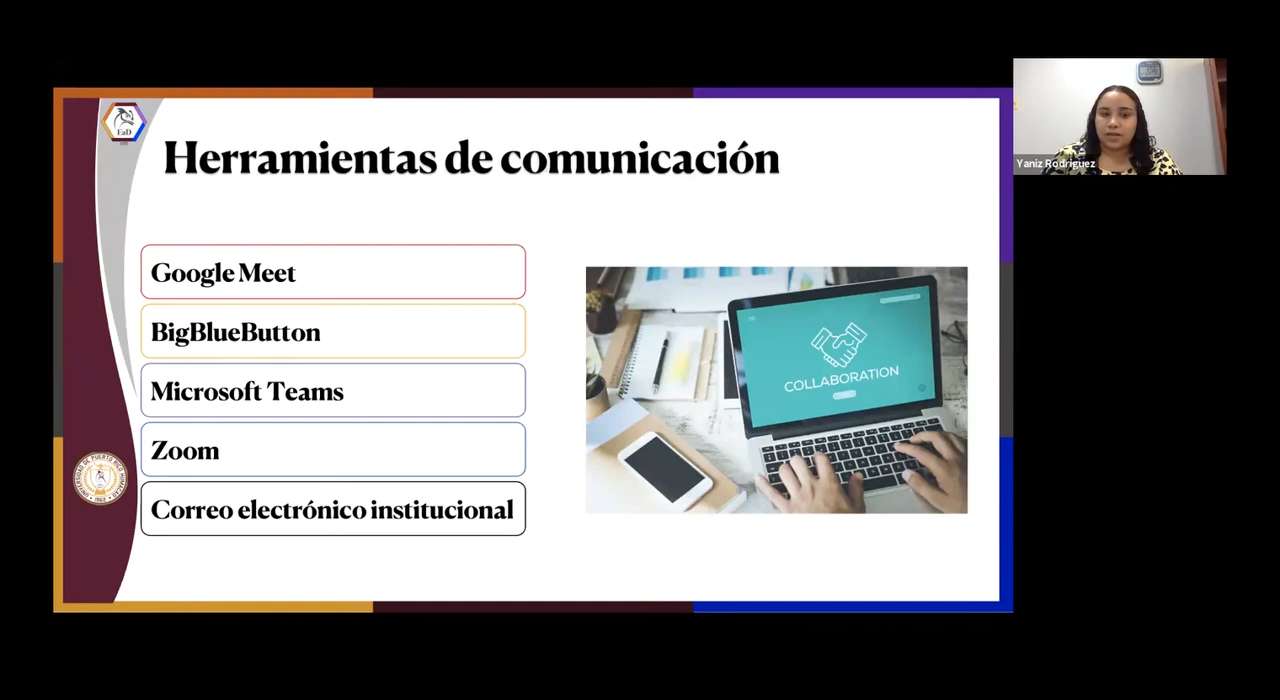 EaD
Herramientas de comunicación
Google Meet
BigBlueButton
Microsoft Teams
Zoom
Correo electrónico institucional
COLLABORATION
Yaniz Rodriguez